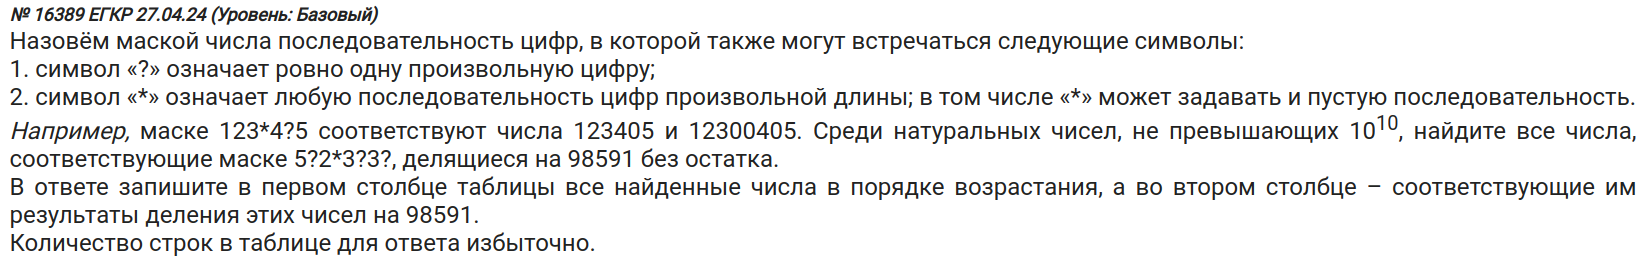 № 16389 ЕГКР 27.04.24 (Уровень: Базовый)
Назовём маской числа последовательность цифр, в которой также могут встречаться следующие символы:
1. символ «?» означает ровно одну произвольную цифру;
2. символ «*» означает любую последовательность цифр произвольной длины; в том числе «*» может задавать и пустую последовательность.
Например, маске 123*4?5 соответствуют числа 123405 и 12300405. Среди натуральных чисел, не превышающих 10^10, найдите все числа,
соответствующие маске 5?2*3?3?, делящиеся на 98591 без остатка.
В ответе запишите в первом столбце таблицы все найденные числа в порядке возрастания, а во втором столбце – соответствующие им
результаты деления этих чисел на 98591.
Количество строк в таблице для ответа избыточно.